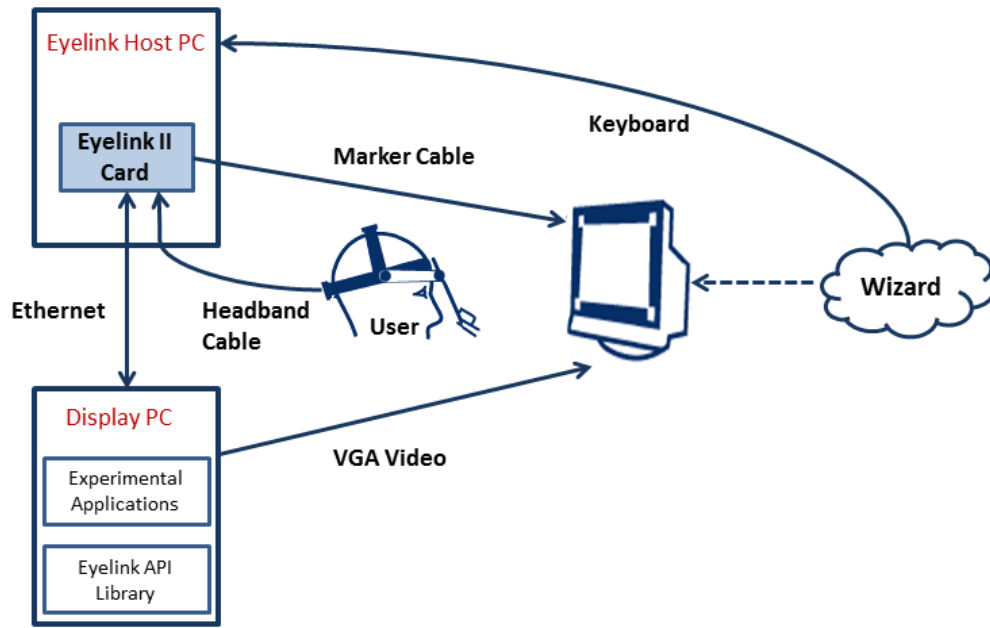 Eyelink Host PC
Eyelink II
Card
Keyboard
Marker Cable
Wizard
Ethernet
Headband
Cable
User
Display PC
VGA Video
Experimental
Applications
Eyelink API
Library